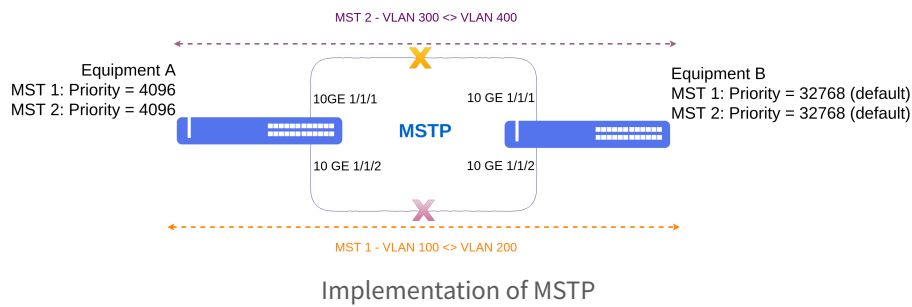 MST 2 - VLAN 300 <> VLAN 400
Equipment A
MST 1: Priority = 4096
MST 2: Priority = 4096
Equipment B
MST 1: Priority = 32768 (default)
MST 2: Priority = 32768 (default)
10GE 1/1/1
10 GE 1/1/1
MSTP
10 GE 1/1/2
10 GE 1/1/2
MST 1 - VLAN 100 <> VLAN 200
Implementation of MSTP